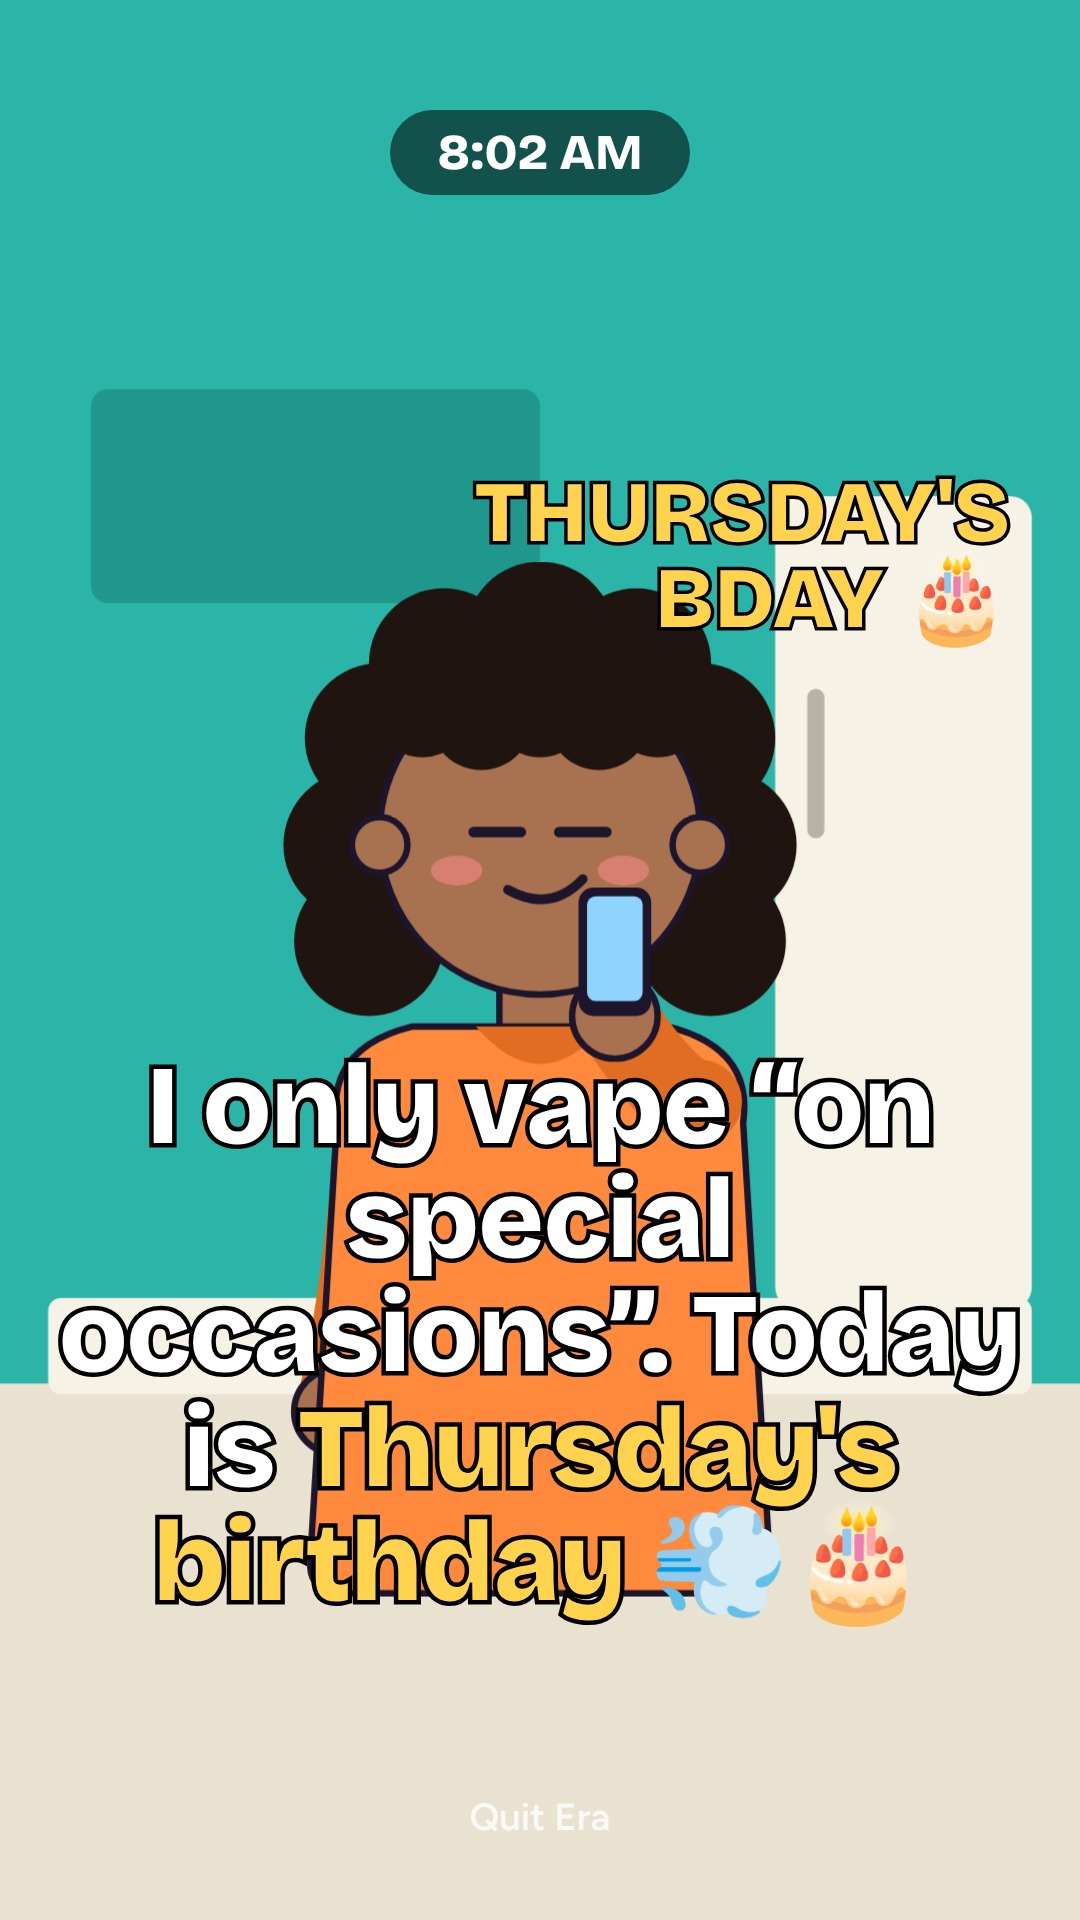 8:02 AM
THURSDAY'S
BDAY 🎂
I only vape “on
special
occasions”. Today
is Thursday's
birthday 💨 🎂
Quit Era